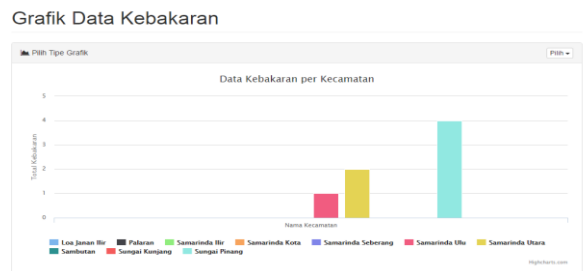 Grafik Data Kebakaran
Pilih Tipe Grafik
Pilih
Data Kebakaran per Kecamatan
5
4
3
2
1
0
Total Kebakaran
Nama Kecamatan
Loa Janan Ilir Palaran Samarinda Ilir Samarinda Kota Samarinda Seberang Samarinda Ulu Samarinda Utara
Sambutan Sungai Kunjang Sungai Pinang
Highcharts.com